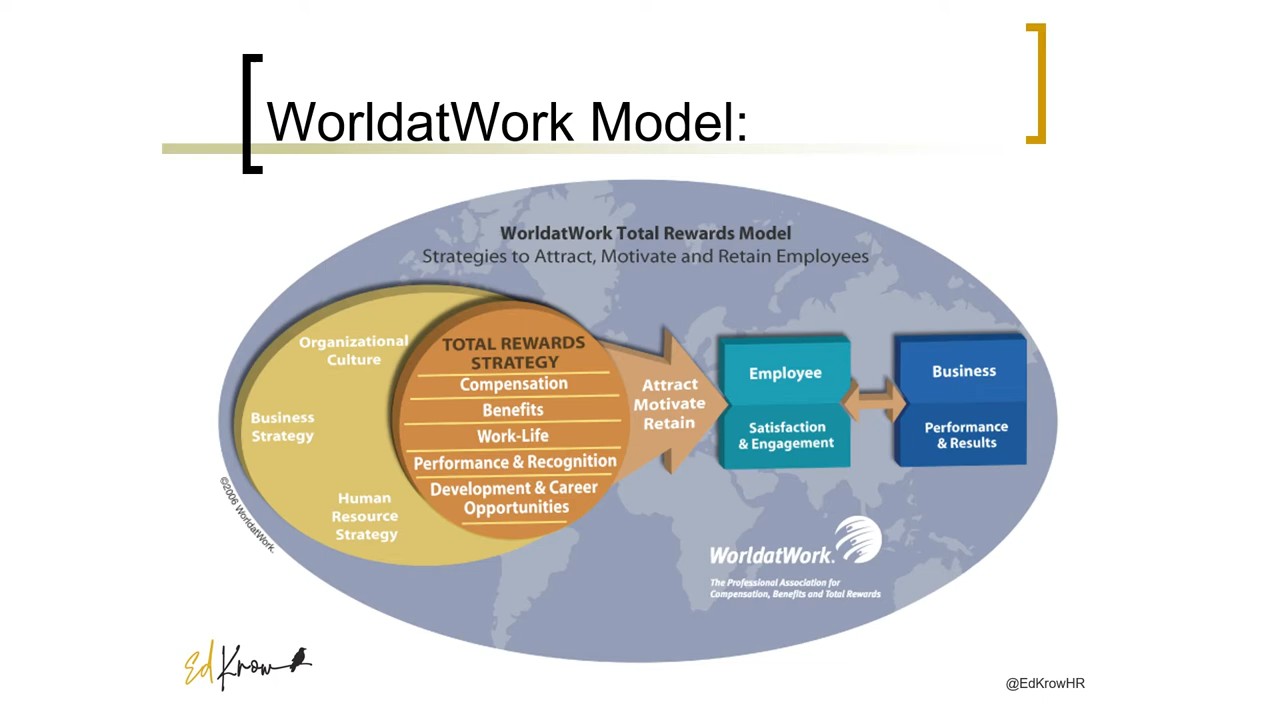 WorldatWork Model:
WorldatWork Total Rewards Model
Strategies to Attract, Motivate and Retain Employees
Organizational
Culture
Business
Strategy
Human
Resource
Strategy
TOTAL REWARDS
STRATEGY
Compensation
Benefits
Work-Life
Performance & Recognition
Development & Career
Opportunities
Attract
Motivate
Retain
Employee
Satisfaction
& Engagement
Business
Performance
& Results
©2006 WorldatWork.
WorldatWork.
The Professional Association for
Compensation, Benefits and Total Rewards
Ed Krow
@EdKrowHR